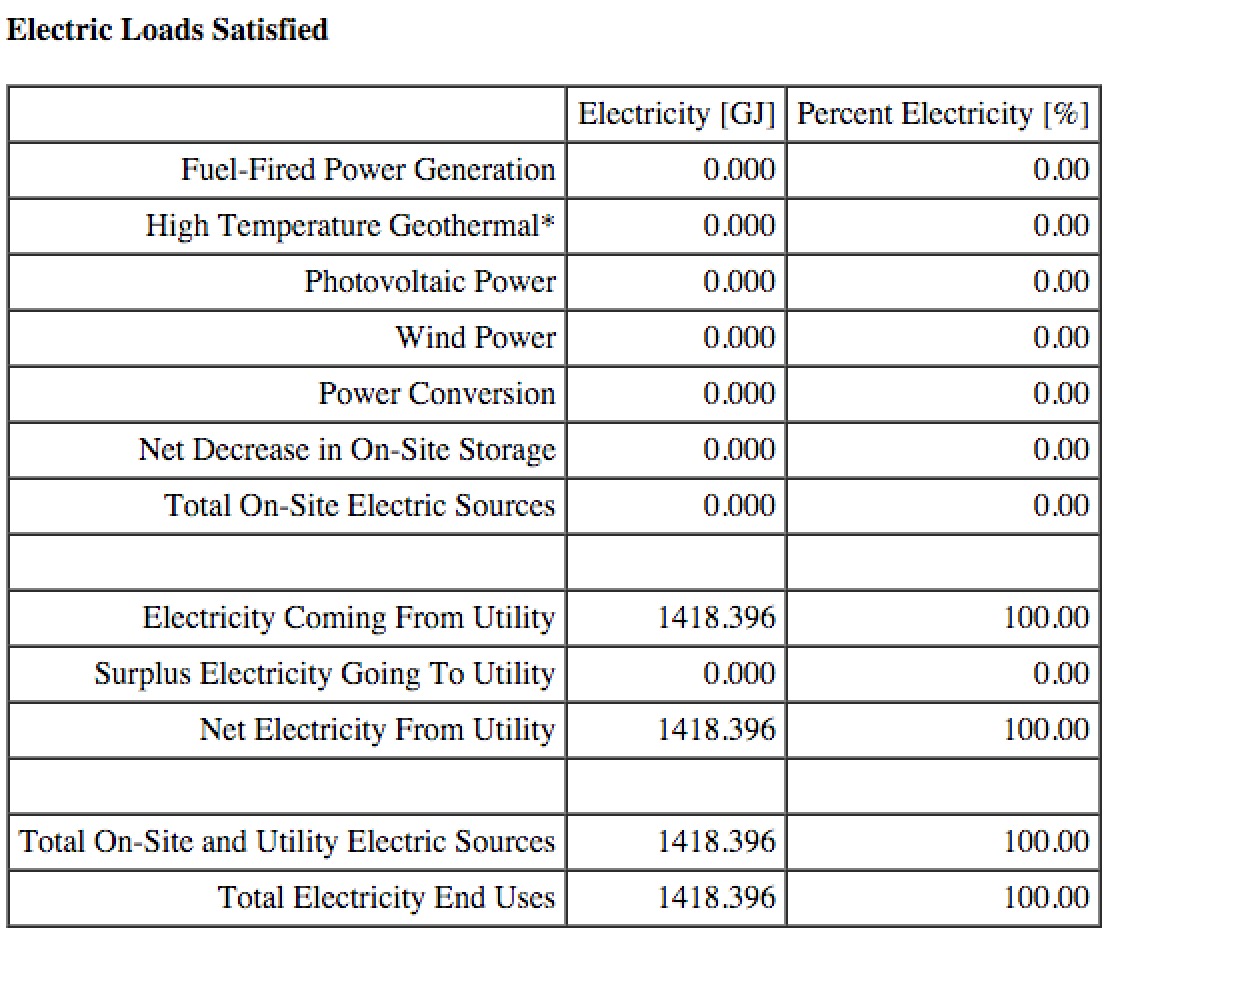 Electric Loads Satisfied
Electricity [GJ] Percent Electricity [%]
Fuel-Fired Power Generation 0.000 0.00
High Temperature Geothermal* 0.000 0.00
Photovoltaic Power 0.000 0.00
Wind Power 0.000 0.00
Power Conversion 0.000 0.00
Net Decrease in On-Site Storage 0.000 0.00
Total On-Site Electric Sources 0.000 0.00
Electricity Coming From Utility 1418.396 100.00
Surplus Electricity Going To Utility 0.000 0.00
Net Electricity From Utility 1418.396 100.00
Total On-Site and Utility Electric Sources 1418.396 100.00
Total Electricity End Uses 1418.396 100.00